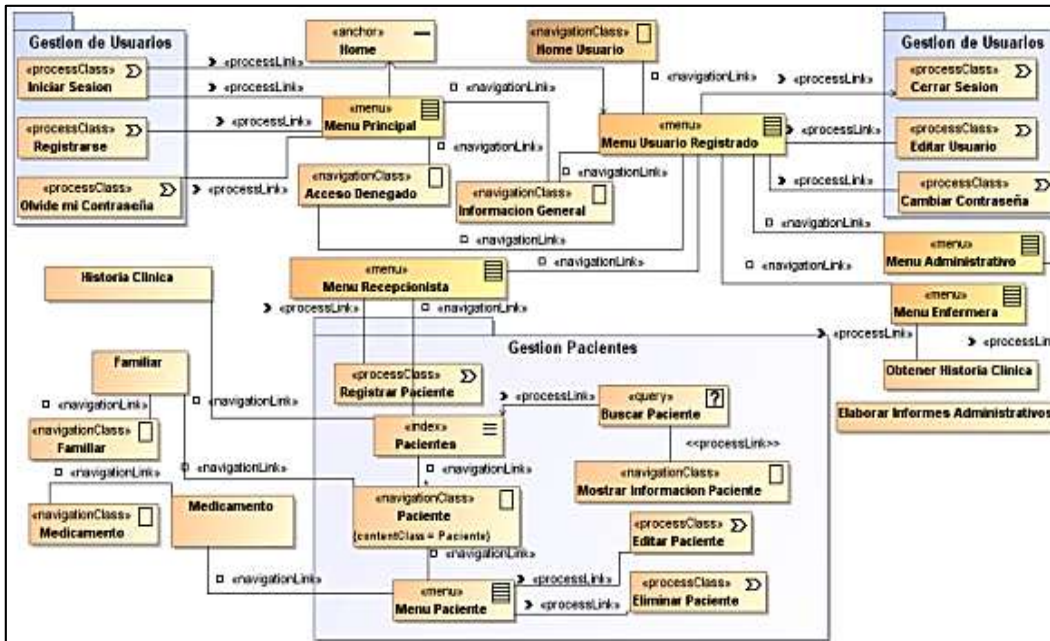 Gestion de Usuarios
«processClass»
Iniciar Sesion
«processClass»
Registrarse
«processClass»
Olvide mi Contraseña
«processLink»
«processLink»
«processLink»
«processLink»
«anchor»
Home
«menu»
Menu Principal
«navigationLink»
«navigationLink»
«navigationClass»
Acceso Denegado
«navigationClass»
Informacion General
«navigationClass»
Home Usuario
«navigationLink»
«menu»
Menu Usuario Registrado
«navigationLink»
«navigationLink»
«navigationLink»
«processLink»
«processLink»
«processLink»
Gestion de Usuarios
«processClass»
Cerrar Sesion
«processClass»
Editar Usuario
«processClass»
Cambiar Contraseña
«navigationLink»
«menu»
Menu Administrativo
«navigationLink»
«menu»
Menu Enfermera
«processLink»
«processLink
Obtener Historia Clinica
Elaborar Informes Administrativos
Historia Clinica
«menu»
Menu Recepcionista
«processLink»
«navigationLink»
Gestion Pacientes
«processClass»
Registrar Paciente
«navigationLink»
«index»
Pacientes
«processLink»
«query»
Buscar Paciente
<<processLink>>
«navigationClass»
Mostrar Informacion Paciente
Familiar
«navigationLink»
«navigationClass»
Familiar
«navigationLink»
«navigationLink»
«navigationLink»
*
«navigationClass»
Paciente
{contentClass = Paciente}
Medicamento
«navigationClass»
Medicamento
«navigationLink»
«navigationLink»
«menu»
Menu Paciente
«processLink»
«processLink»
«processClass»
Editar Paciente
«processClass»
Eliminar Paciente